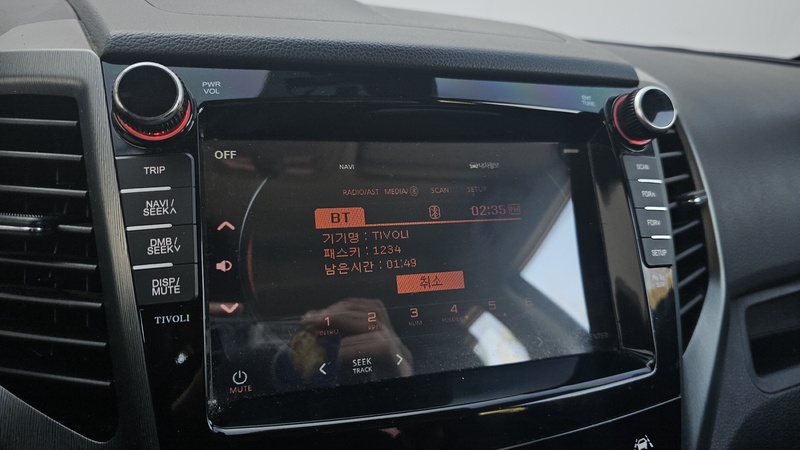 PWR
VOL
OFF
NAVI
TRIP
NAVI/
SEEK∧
DMB/
SEEK∨
DISP/
MUTE
TIVOLI
RADIO/AST MEDIA/ SCAN SETUP
BT 02:35
기기명 : TIVOLI
패스키 : 1234
남은시간 : 01:49
취소
1 2 3 4 5
SEEK
TRACK
MUTE
SCAN
SETUP
TUNE